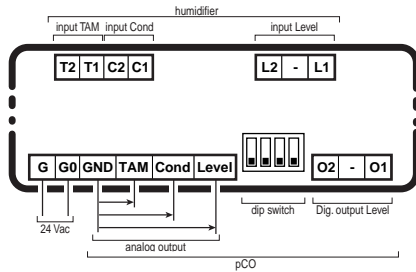 humidifier
input TAM input Cond input Level
T2 T1 C2 C1 L2 - L1
G G0 GND TAM Cond Level O2 - O1
24 Vac dip switch Dig. output Level
analog output
pCO